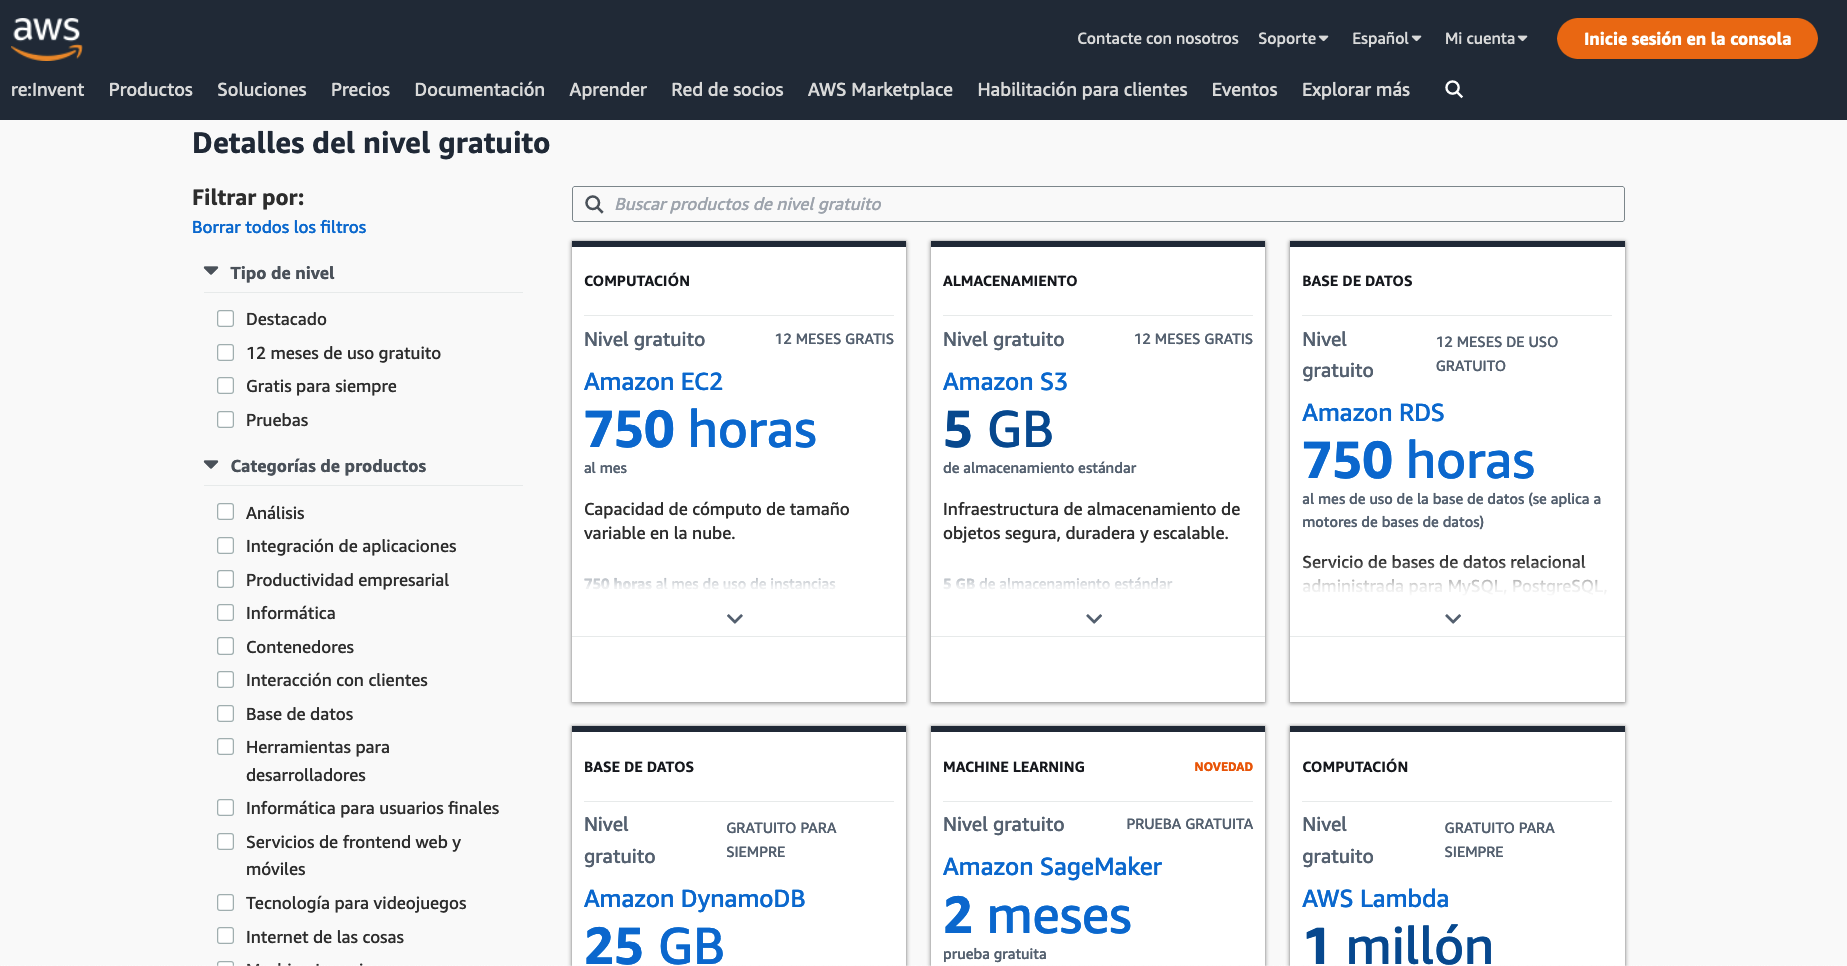 aws
Contacte con nosotros
Soporte
Español
Mi cuenta
Inicie sesión en la consola
re:Invent
Productos
Soluciones
Precios
Documentación
Aprender
Red de socios
AWS Marketplace
Habilitación para clientes
Eventos
Explorar más
Detalles del nivel gratuito
Filtrar por:
Borrar todos los filtros
Tipo de nivel
Destacado
12 meses de uso gratuito
Gratis para siempre
Pruebas
Categorías de productos
Análisis
Integración de aplicaciones
Productividad empresarial
Informática
Contenedores
Interacción con clientes
Base de datos
Herramientas para
desarrolladores
Informática para usuarios finales
Servicios de frontend web y
móviles
Tecnología para videojuegos
Internet de las cosas
Buscar productos de nivel gratuito
COMPUTACIÓN
Nivel gratuito
12 MESES GRATIS
Amazon EC2
750 horas
al mes
Capacidad de cómputo de tamaño
variable en la nube.
750 horas al mes de uso de instancias
ALMACENAMIENTO
Nivel gratuito
12 MESES GRATIS
Amazon S3
5 GB
de almacenamiento estándar
Infraestructura de almacenamiento de
objetos segura, duradera y escalable.
5 GB de almacenamiento estándar
BASE DE DATOS
Nivel
gratuito
12 MESES DE USO
GRATUITO
Amazon RDS
750 horas
al mes de uso de la base de datos (se aplica a
motores de bases de datos)
Servicio de bases de datos relacional
administrada para MySQL, PostgreSQL,
BASE DE DATOS
Nivel
gratuito
GRATUITO PARA
SIEMPRE
Amazon DynamoDB
25 GB
MACHINE LEARNING
NOVEDAD
Nivel gratuito
PRUEBA GRATUITA
Amazon SageMaker
2 meses
prueba gratuita
COMPUTACIÓN
Nivel
gratuito
GRATUITO PARA
SIEMPRE
AWS Lambda
1 millón